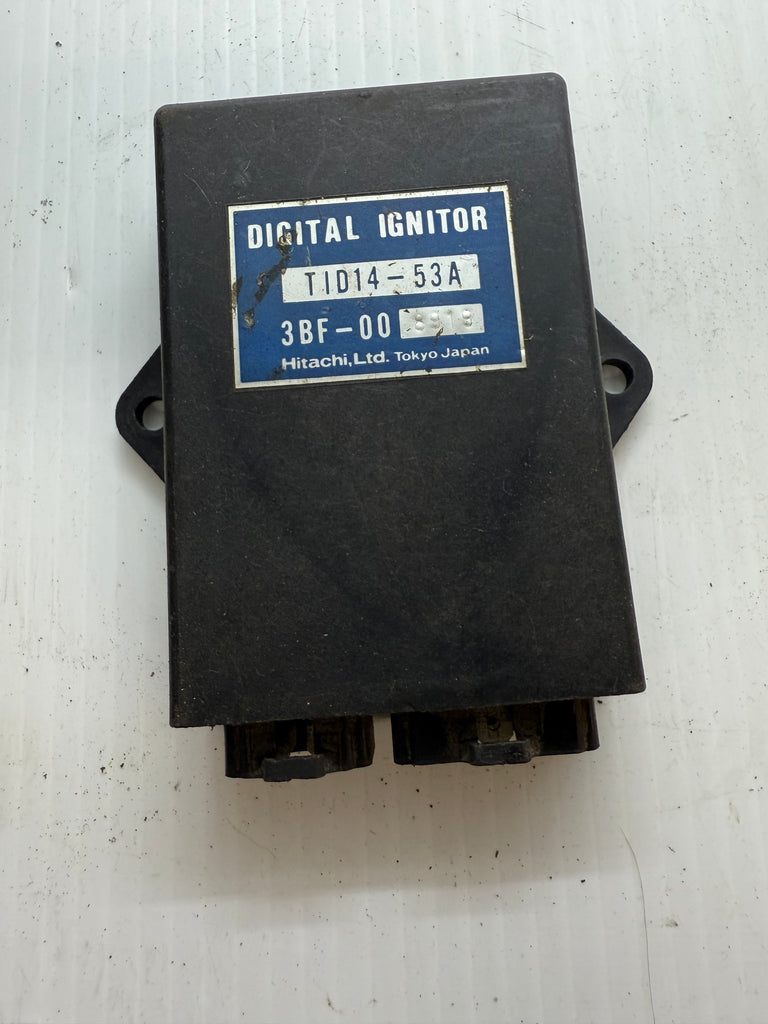 DIGITAL IGNITOR
TID14-53A
3BF-00
Hitachi, Ltd. Tokyo Japan